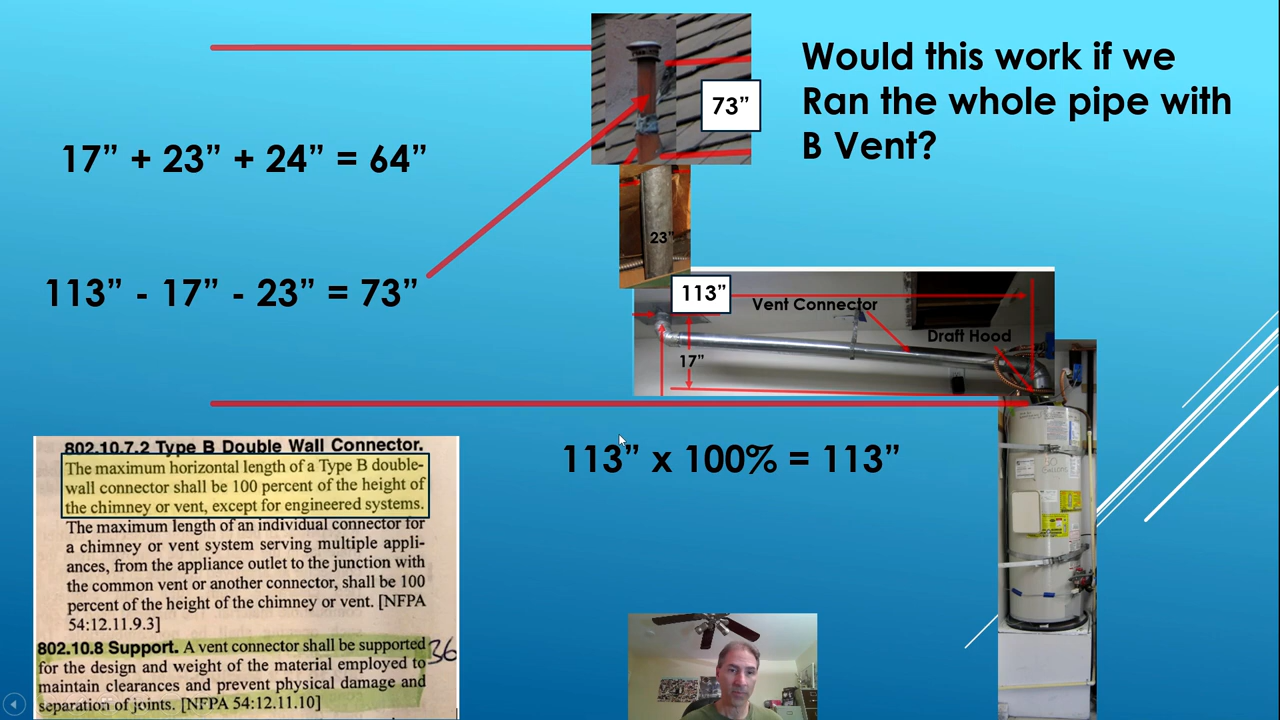 Would this work if we
Ran the whole pipe with
B Vent?
73”
17” + 23” + 24” = 64”
23”
113” - 17” - 23” = 73”
113”
Vent Connector
Draft Hood
17”
113” x 100% = 113”
802.10.7.2 Type B Double Wall Connector.
The maximum horizontal length of a Type B double-
wall connector shall be 100 percent of the height of
the chimney or vent, except for engineered systems.
The maximum length of an individual connector for
a chimney or vent system serving multiple appli-
ances, from the appliance outlet to the junction with
the common vent or another connector, shall be 100
percent of the height of the chimney or vent. [NFPA
54:12.11.9.3]
802.10.8 Support. A vent connector shall be supported
for the design and weight of the material employed to
maintain clearances and prevent physical damage and
separation of joints. [NFPA 54:12.11.10]
36